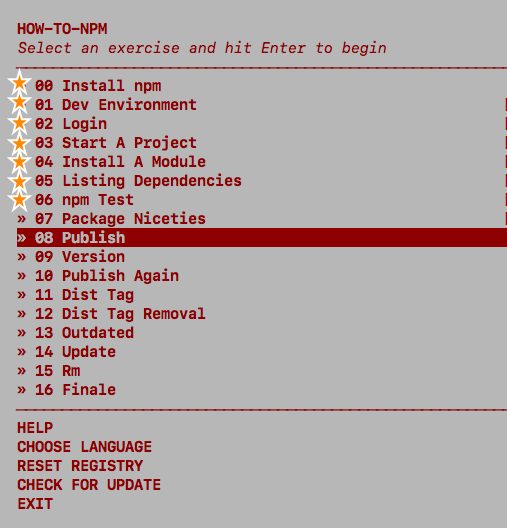 HOW-TO-NPM
Select an exercise and hit Enter to begin
00 Install npm
01 Dev Environment
02 Login
03 Start A Project
04 Install A Module
05 Listing Dependencies
06 npm Test
» 07 Package Niceties
» 08 Publish
» 09 Version
» 10 Publish Again
» 11 Dist Tag
» 12 Dist Tag Removal
» 13 Outdated
» 14 Update
» 15 Rm
» 16 Finale
HELP
CHOOSE LANGUAGE
RESET REGISTRY
CHECK FOR UPDATE
EXIT